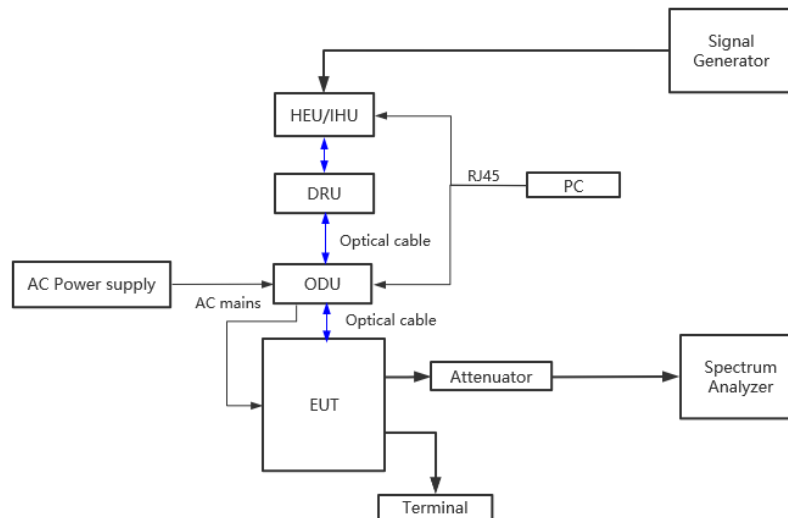 Signal
Generator
HEU/IHU
RJ45
PC
DRU
Optical cable
AC Power supply
ODU
AC mains
Optical cable
EUT
Attenuator
Spectrum
Analyzer
Terminal